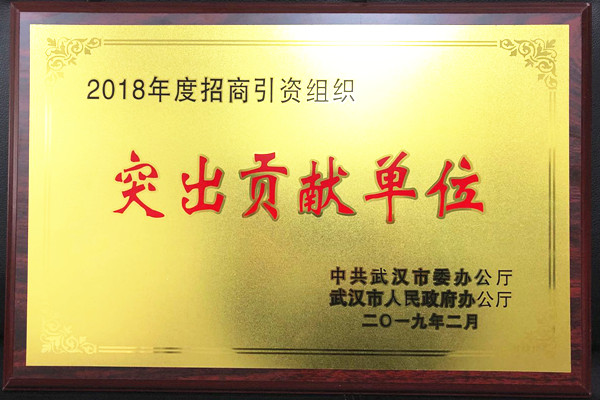 2018年度招商引资组织
突出贡献单位
中共武汉市委办公厅
武汉市人民政府办公厅
二〇一九年二月